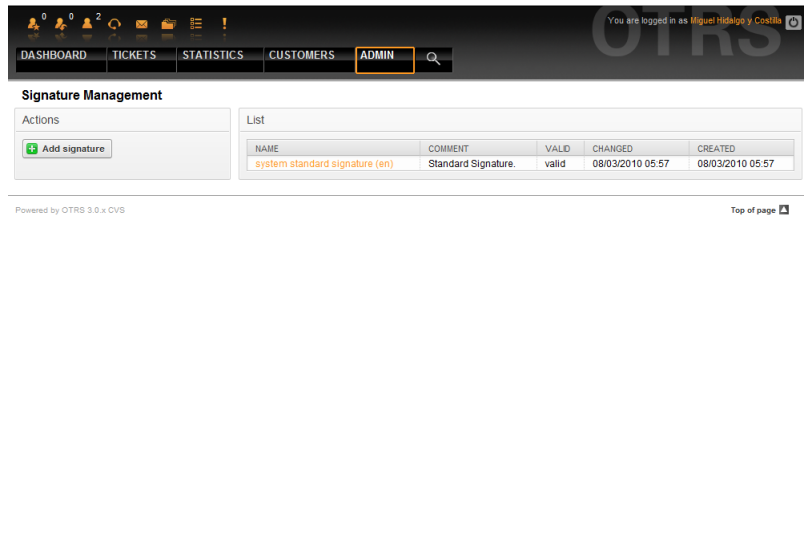 0 0 2
You are logged in as Miguel Hidalgo y Costilla
OTRS
DASHBOARD TICKETS STATISTICS CUSTOMERS ADMIN
Signature Management
Actions
Add signature
List
NAME COMMENT VALID CHANGED CREATED
system standard signature (en) Standard Signature. valid 08/03/2010 05:57 08/03/2010 05:57
Powered by OTRS 3.0.x CVS
Top of page